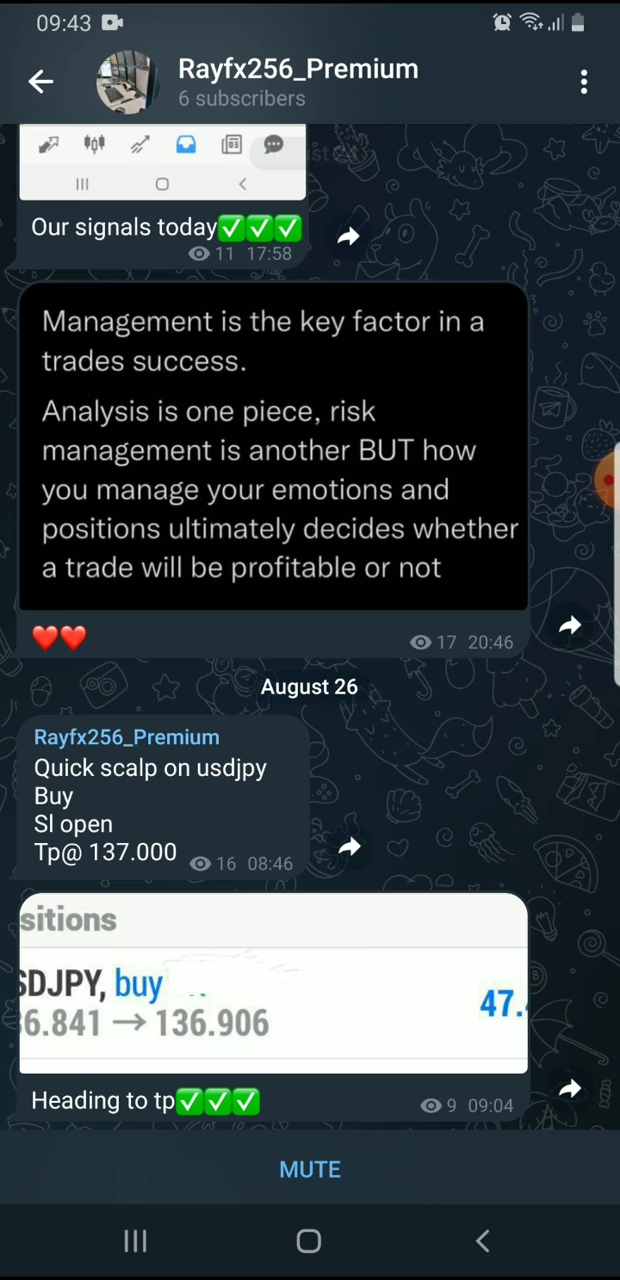 09:43
Rayfx256_Premium
6 subscribers
Our signals today✅✅✅
11 17:58
Management is the key factor in a
trades success.
Analysis is one piece, risk
management is another BUT how
you manage your emotions and
positions ultimately decides whether
a trade will be profitable or not
❤️❤️
17 20:46
August 26
Rayfx256_Premium
Quick scalp on usdjpy
Buy
Sl open
Tp@ 137.000
16 08:46
sitions
SDJPY, buy
47.
36.841 → 136.906
Heading to tp✅✅✅
9 09:04
MUTE